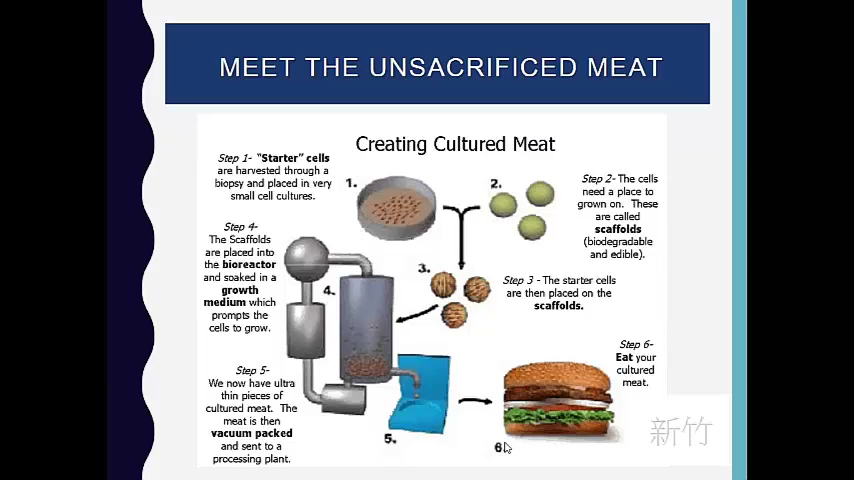 MEET THE UNSACRIFICED MEAT
Creating Cultured Meat
Step 1- "Starter" cells
are harvested through a
biopsy and placed in very
small cell cultures.
1.
2.
Step 2- The cells
need a place to
grown on. These
are called
scaffolds
(biodegradable
and edible).
Step 4-
The Scaffolds
are placed into
the bioreactor
and soaked in a
growth
medium which
prompts the
cells to grow.
4.
3.
Step 3 - The starter cells
are then placed on the
scaffolds.
Step 5-
We now have ultra
thin pieces of
cultured meat. The
meat is then
vacuum packed
and sent to a
processing plant.
5.
6
Step 6-
Eat your
cultured
meat.
新竹